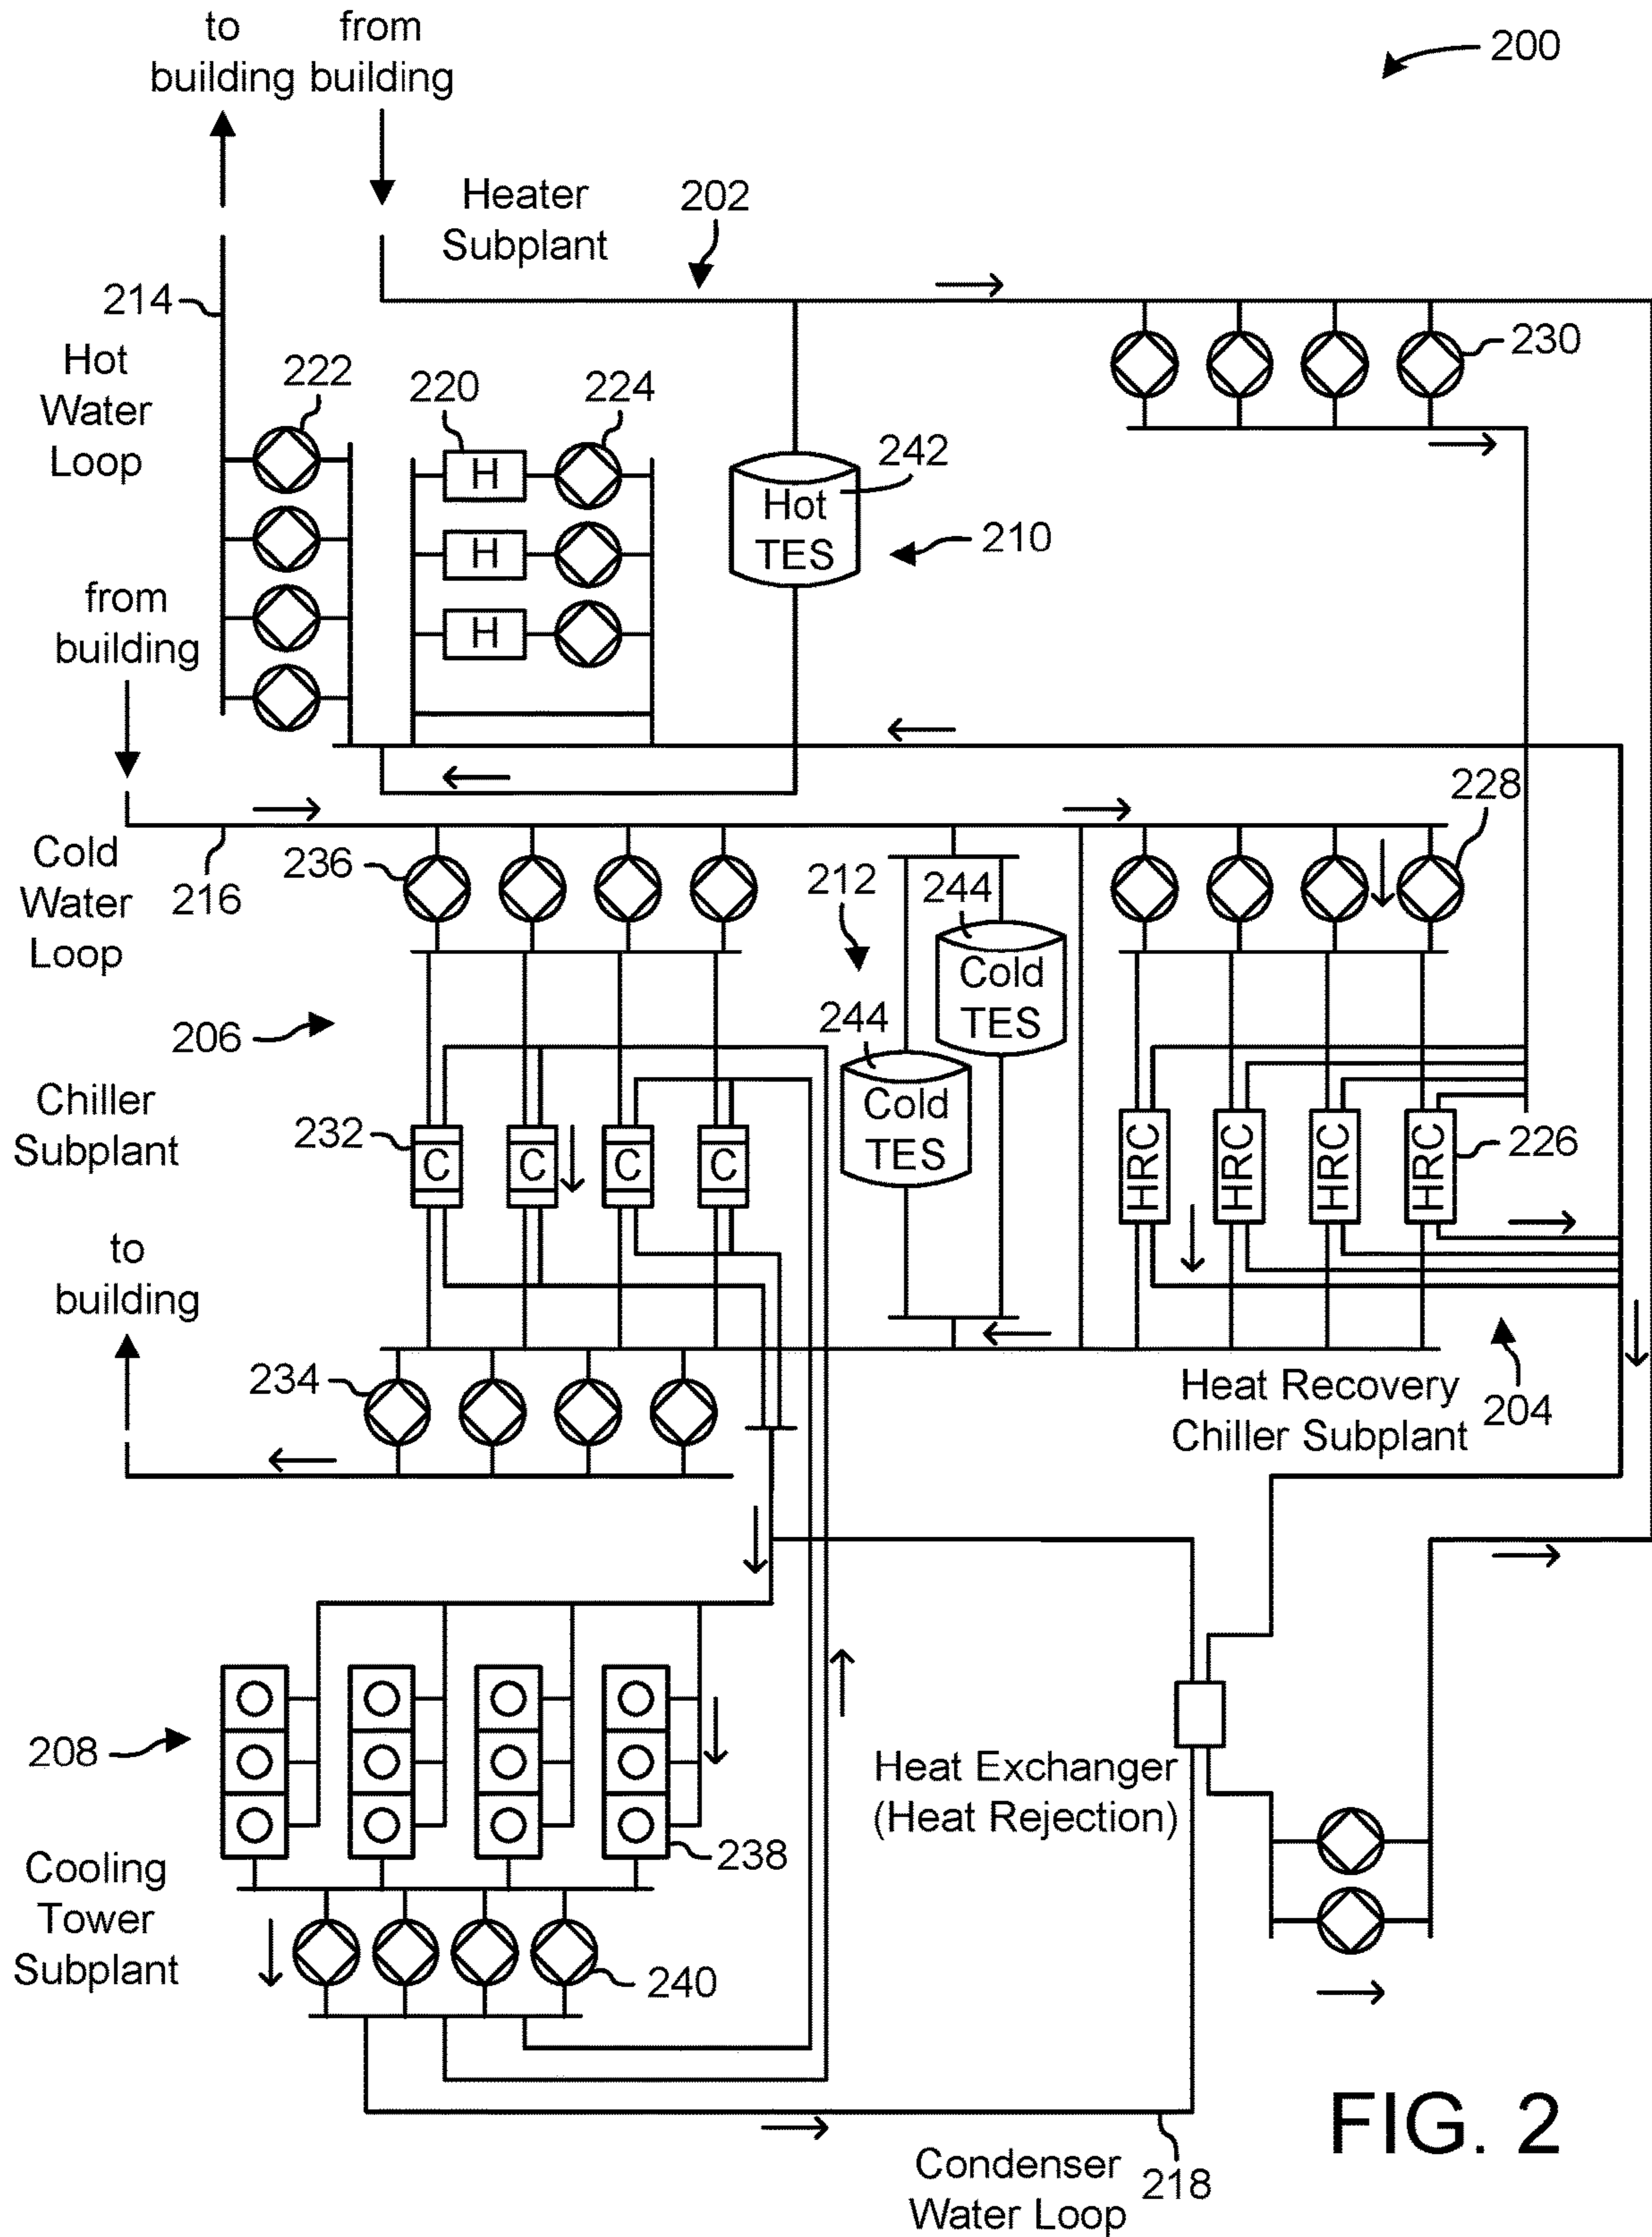 to
building
from
building
200
Heater
Subplant
202
214
Hot
Water
Loop
222
220
224
230
H
H
H
242
Hot
TES
210
from
building
228
Cold
Water
Loop
216
236
212
244
Cold
TES
244
Cold
TES
206
Chiller
Subplant
232
C
C
C
C
HRC
HRC
HRC
HRC
226
to
building
234
Heat Recovery
Chiller Subplant
204
208
Heat Exchanger
(Heat Rejection)
238
Cooling
Tower
Subplant
240
Condenser
Water Loop
218
FIG. 2